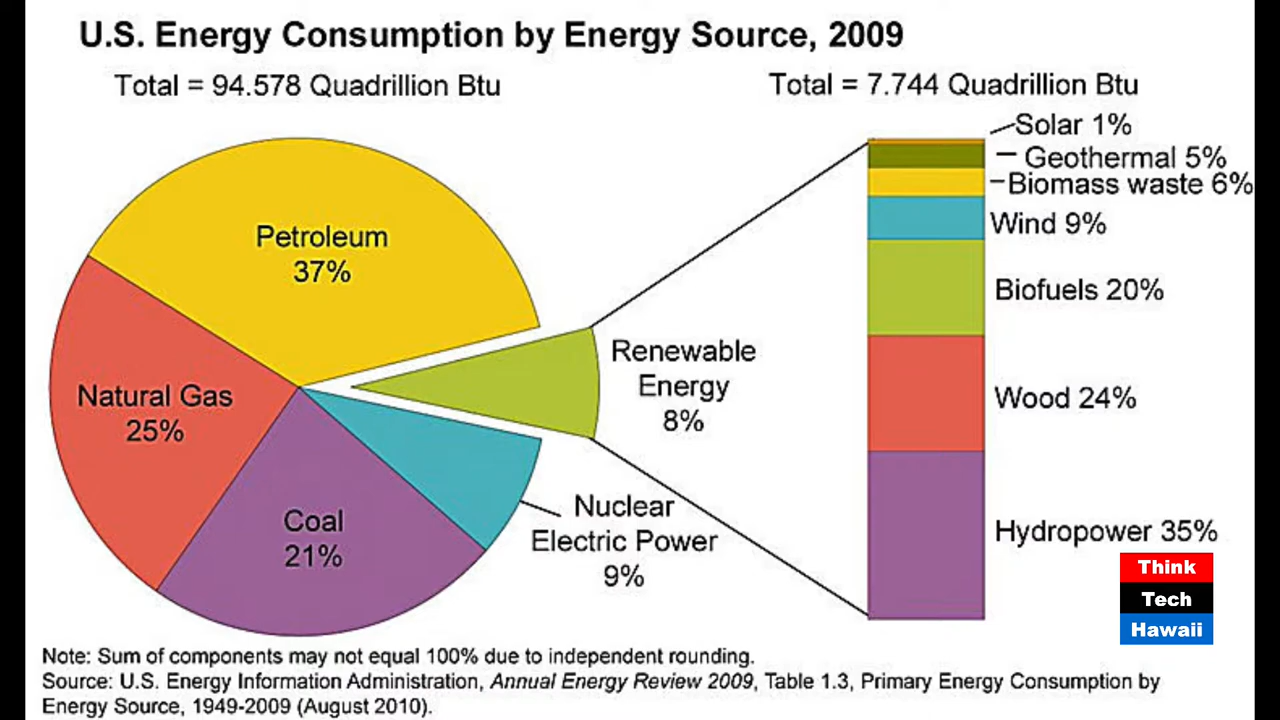 U.S. Energy Consumption by Energy Source, 2009
Total = 94.578 Quadrillion Btu
Total = 7.744 Quadrillion Btu
Petroleum
37%
Natural Gas
25%
Coal
21%
Nuclear
Electric Power
9%
Renewable
Energy
8%
Solar 1%
Geothermal 5%
Biomass waste 6%
Wind 9%
Biofuels 20%
Wood 24%
Hydropower 35%
Think
Tech
Hawaii
Note: Sum of components may not equal 100% due to independent rounding.
Source: U.S. Energy Information Administration, Annual Energy Review 2009, Table 1.3, Primary Energy Consumption by
Energy Source, 1949-2009 (August 2010).